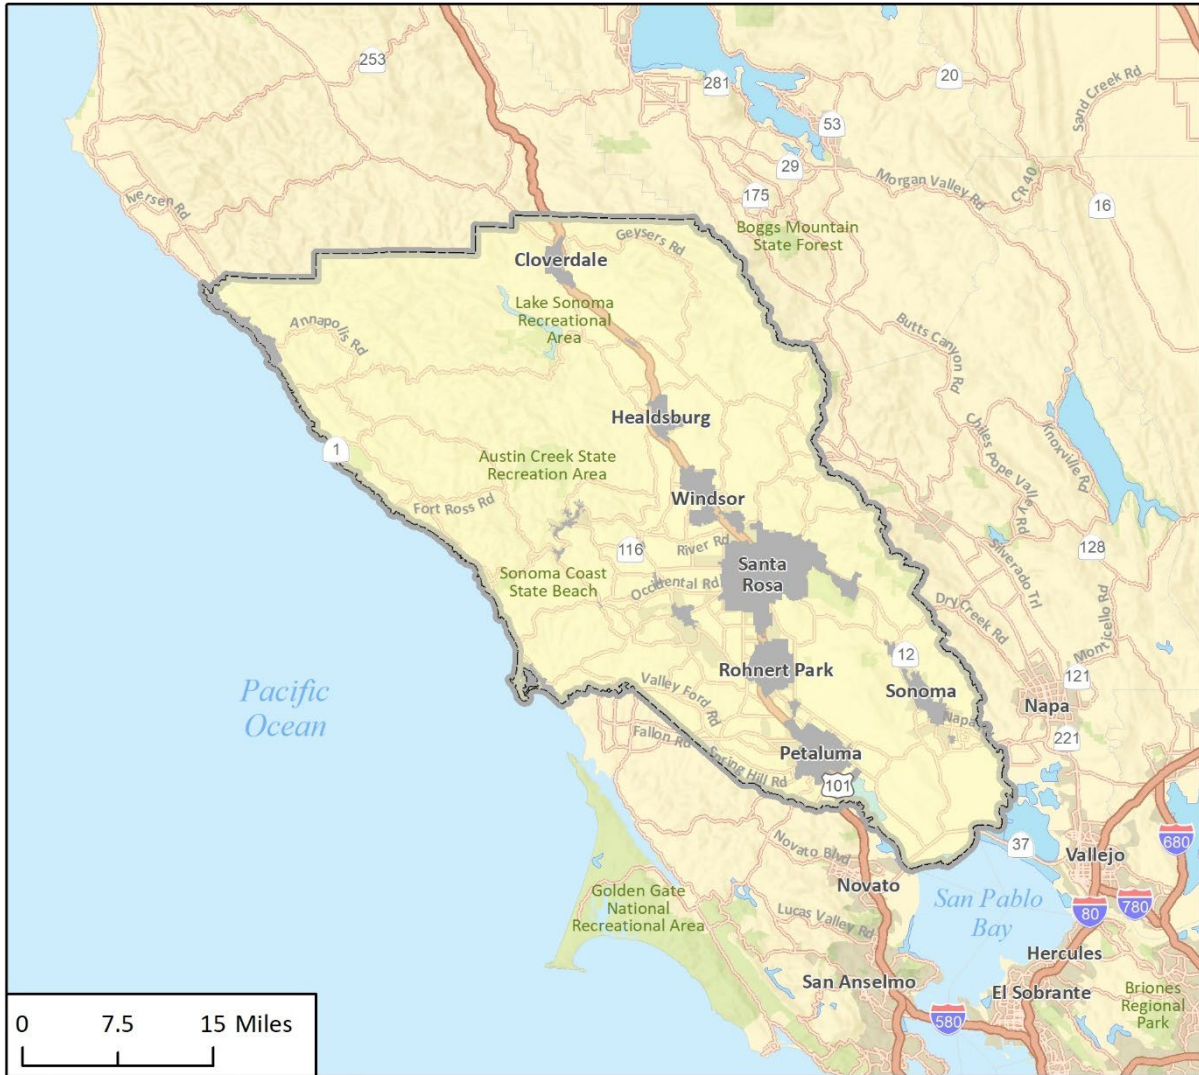 253
281
20
Sand Creek Rd
53
29
175
Morgan Valley Rd
CR 40
16
Iversen Rd
Boggs Mountain
State Forest
Geysers Rd
Cloverdale
Lake Sonoma
Recreational
Area
Annapolis Rd
Butts Canyon Rd
Healdsburg
Chiles Pope Valley Rd
Knoxville Rd
1
Austin Creek State
Recreation Area
Windsor
Fort Ross Rd
116
River Rd
128
Silverado Trl
Santa
Rosa
Sonoma Coast
State Beach
Occidental Rd
Dry Creek Rd
Monticello Rd
12
Rohnert Park
121
Valley Ford Rd
Sonoma
Napa
Pacific
Ocean
Napa
221
Fallon Rd
Spring Hill Rd
Petaluma
101
37
680
Novato Blvd
Vallejo
Novato
Golden Gate
National
Recreational Area
San Pablo
Bay
80
780
Lucas Valley Rd
Hercules
San Anselmo
El Sobrante
Briones
Regional
Park
580
0 7.5 15 Miles